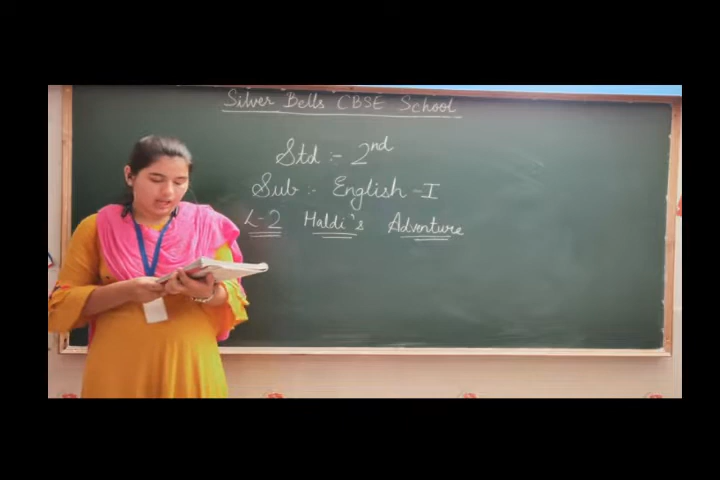 Silver Bells CBSE School
Std :- 2nd
Sub :- English - I
L-2 Haldi's Adventure